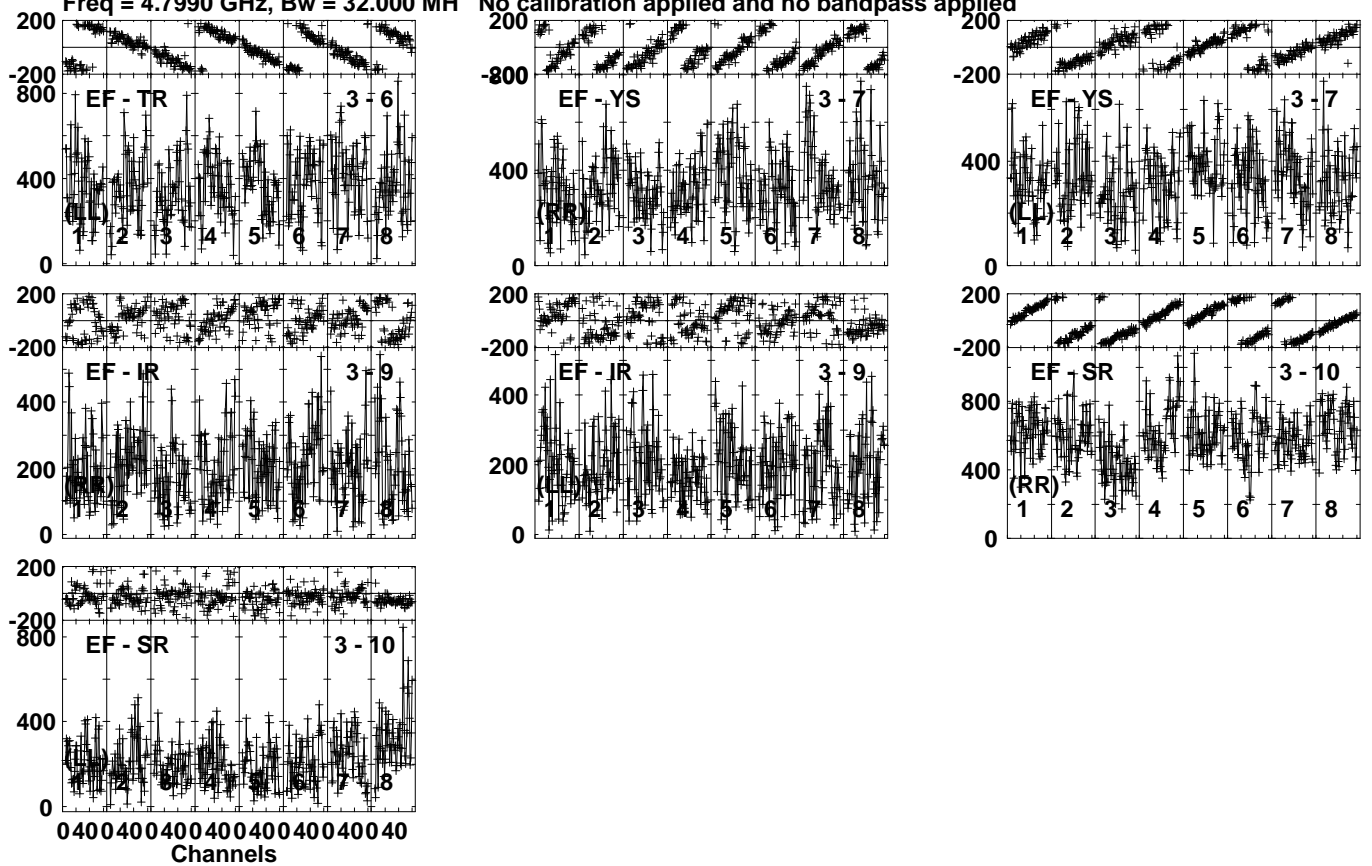 Freq = 4.7990 GHz, Bw = 32.000 MH No calibration applied and no bandpass applied
200
-200
800
400
0
EF - TR 3 - 6
(LL)
1 2 3 4 5 6 7 8
200
-200
800
400
0
EF - YS 3 - 7
(RR)
1 2 3 4 5 6 7 8
200
-200
400
0
EF - YS 3 - 7
(LL)
1 2 3 4 5 6 7 8
200
-200
400
200
0
EF - IR 3 - 9
(RR)
1 2 3 4 5 6 7 8
200
-200
400
200
0
EF - IR 3 - 9
(LL)
1 2 3 4 5 6 7 8
200
-200
800
400
0
EF - SR 3 - 10
(RR)
1 2 3 4 5 6 7 8
200
-200
800
400
0
EF - SR 3 - 10
(LL)
1 2 3 4 5 6 7 8
0 40 0 40 0 40 0 40 0 40 0 40 0 40 0 40
Channels